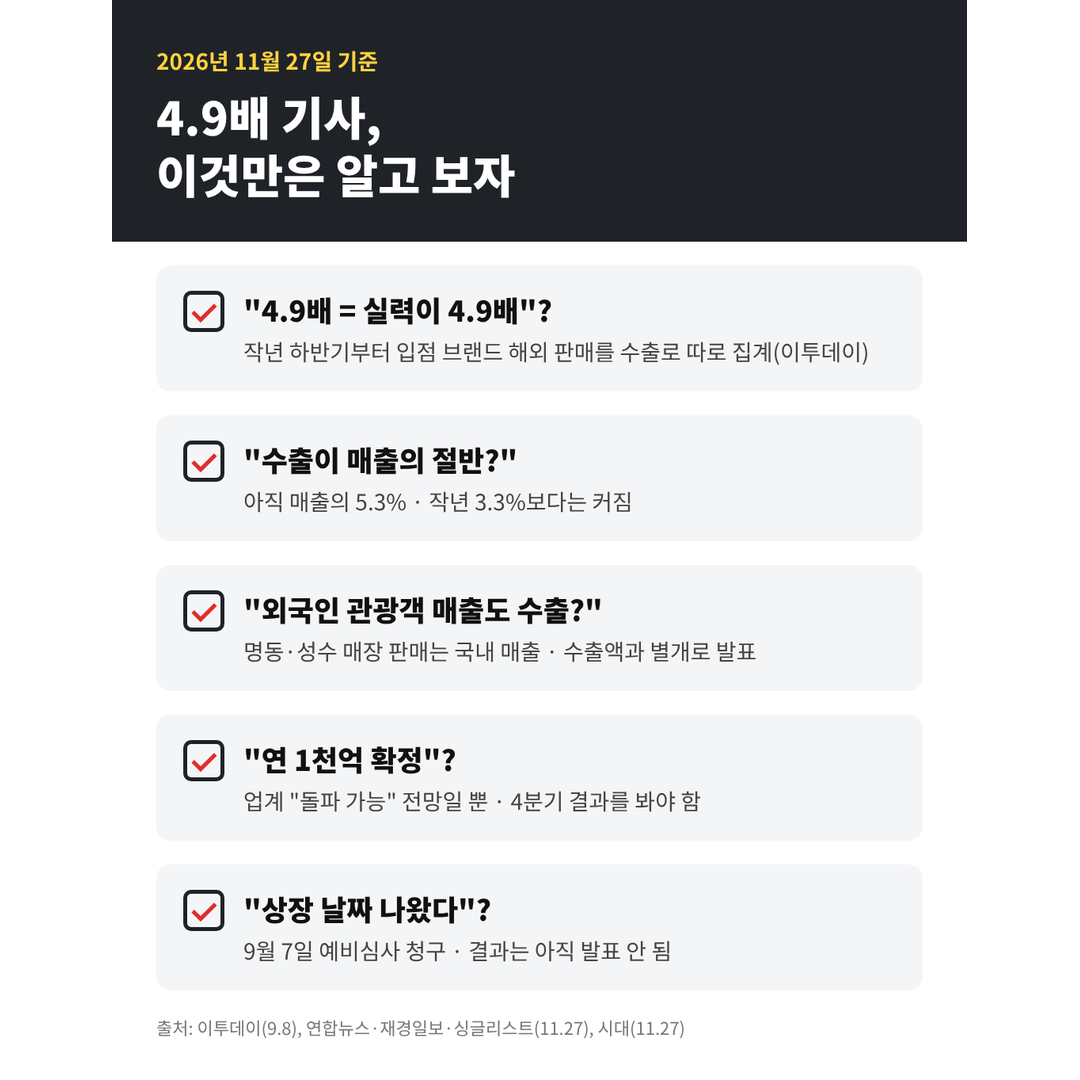 2026년 11월 27일 기준
4.9배 기사,
이것만은 알고 보자
"4.9배 = 실력이 4.9배"?
작년 하반기부터 입점 브랜드 해외 판매를 수출로 따로 집계(이투데이)
"수출이 매출의 절반?"
아직 매출의 5.3% · 작년 3.3%보다는 커짐
"외국인 관광객 매출도 수출?"
명동·성수 매장 판매는 국내 매출 · 수출액과 별개로 발표
"연 1천억 확정"?
업계 "돌파 가능" 전망일 뿐 · 4분기 결과를 봐야 함
"상장 날짜 나왔다"?
9월 7일 예비심사 청구 · 결과는 아직 발표 안 됨
출처: 이투데이(9.8), 연합뉴스·재경일보·싱글리스트(11.27), 시대(11.27)